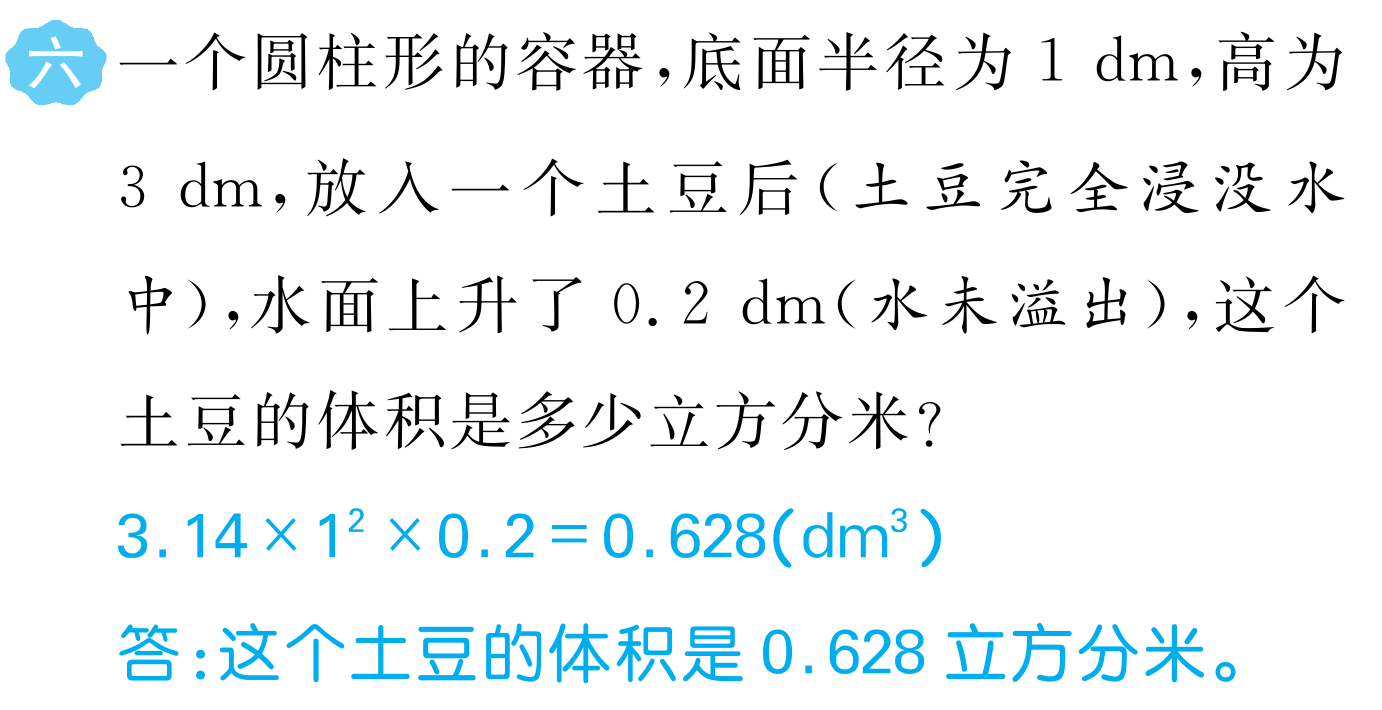 六 一个圆柱形的容器,底面半径为 1 dm,高为
3 dm,放入一个土豆后(土豆完全浸没水
中),水面上升了 0.2 dm(水未溢出),这个
土豆的体积是多少立方分米?
3.14×1²×0.2=0.628(dm³)
答:这个土豆的体积是 0.628 立方分米。